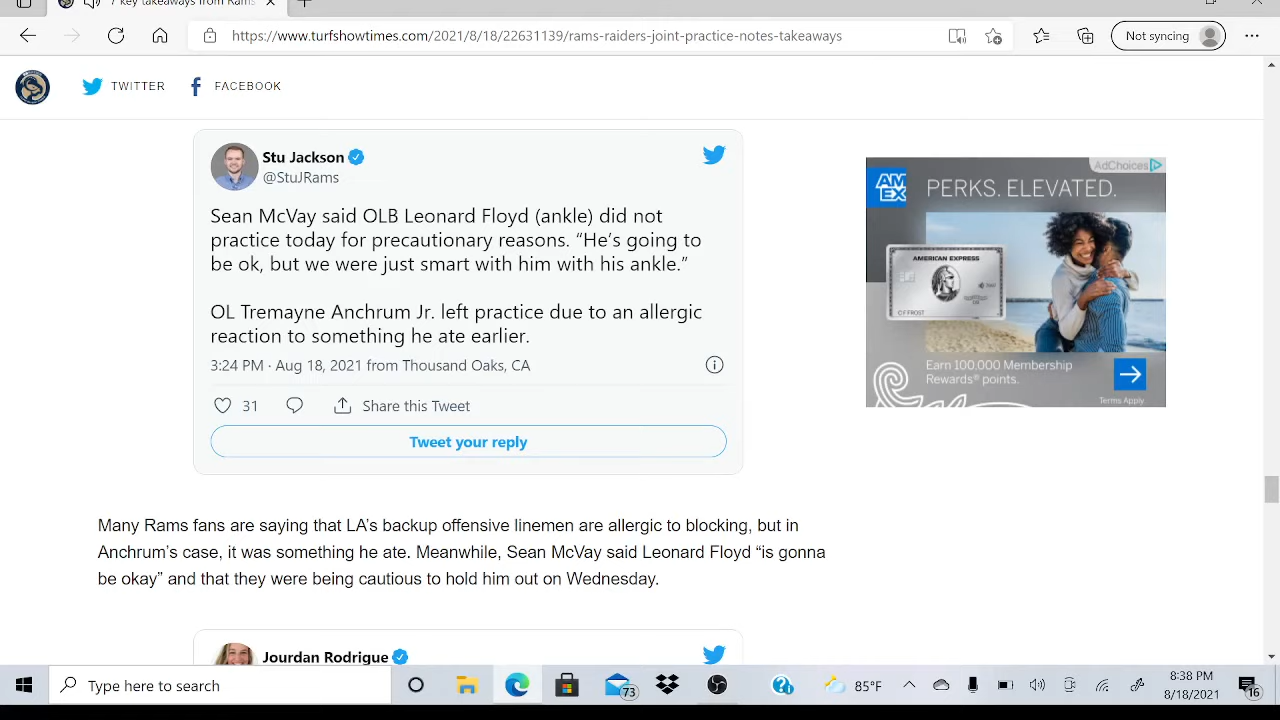 7 key takeaways from Rams
https://www.turfshowtimes.com/2021/8/18/22631139/rams-raiders-joint-practice-notes-takeaways
Not syncing
TWITTER
FACEBOOK
Stu Jackson
@StuJRams
Sean McVay said OLB Leonard Floyd (ankle) did not
practice today for precautionary reasons. “He’s going to
be ok, but we were just smart with him with his ankle.”
OL Tremayne Anchrum Jr. left practice due to an allergic
reaction to something he ate earlier.
3:24 PM · Aug 18, 2021 from Thousand Oaks, CA
31
Share this Tweet
Tweet your reply
AdChoices
AM
EX
PERKS. ELEVATED.
AMERICAN EXPRESS
C F FROST
Earn 100,000 Membership
Rewards® points.
Terms Apply
Many Rams fans are saying that LA’s backup offensive linemen are allergic to blocking, but in
Anchrum’s case, it was something he ate. Meanwhile, Sean McVay said Leonard Floyd “is gonna
be okay” and that they were being cautious to hold him out on Wednesday.
Jourdan Rodrigue
Type here to search
73
85°F
8:38 PM
8/18/2021
16